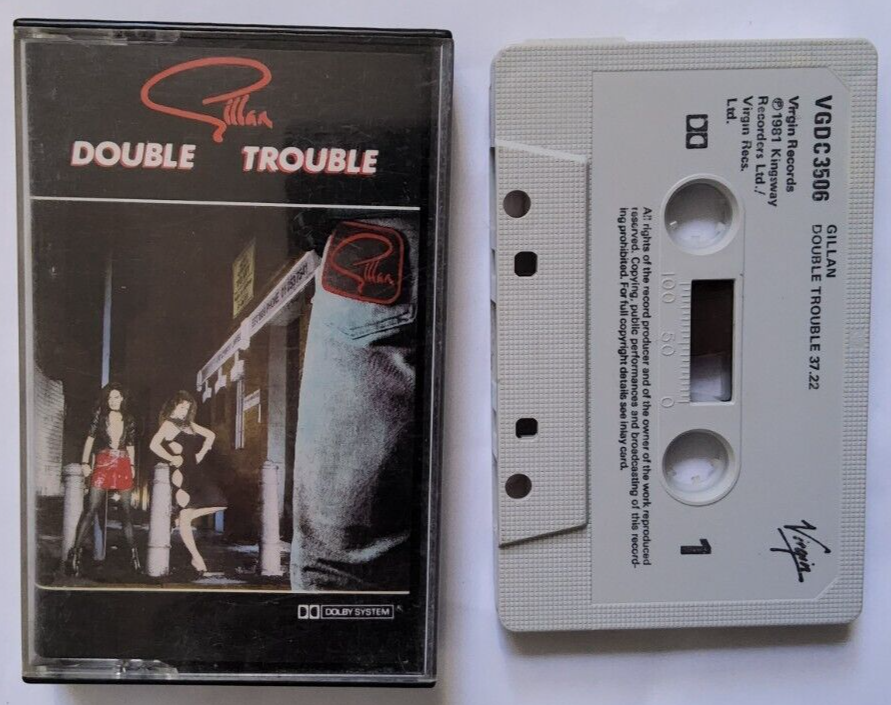 Gillan
DOUBLE TROUBLE
Gillan
DOLBY SYSTEM
VGDC3506
GILLAN
DOUBLE TROUBLE 37.22
Virgin Records
℗1981 Kingsway
Recorders Ltd./
Virgin Recs.
Ltd.
All rights of the record producer and of the owner of the work reproduced
reserved. Copying, public performances and broadcasting of this record-
ing prohibited. For full copyright details see inlay card.
100 50 0
1
Virgin